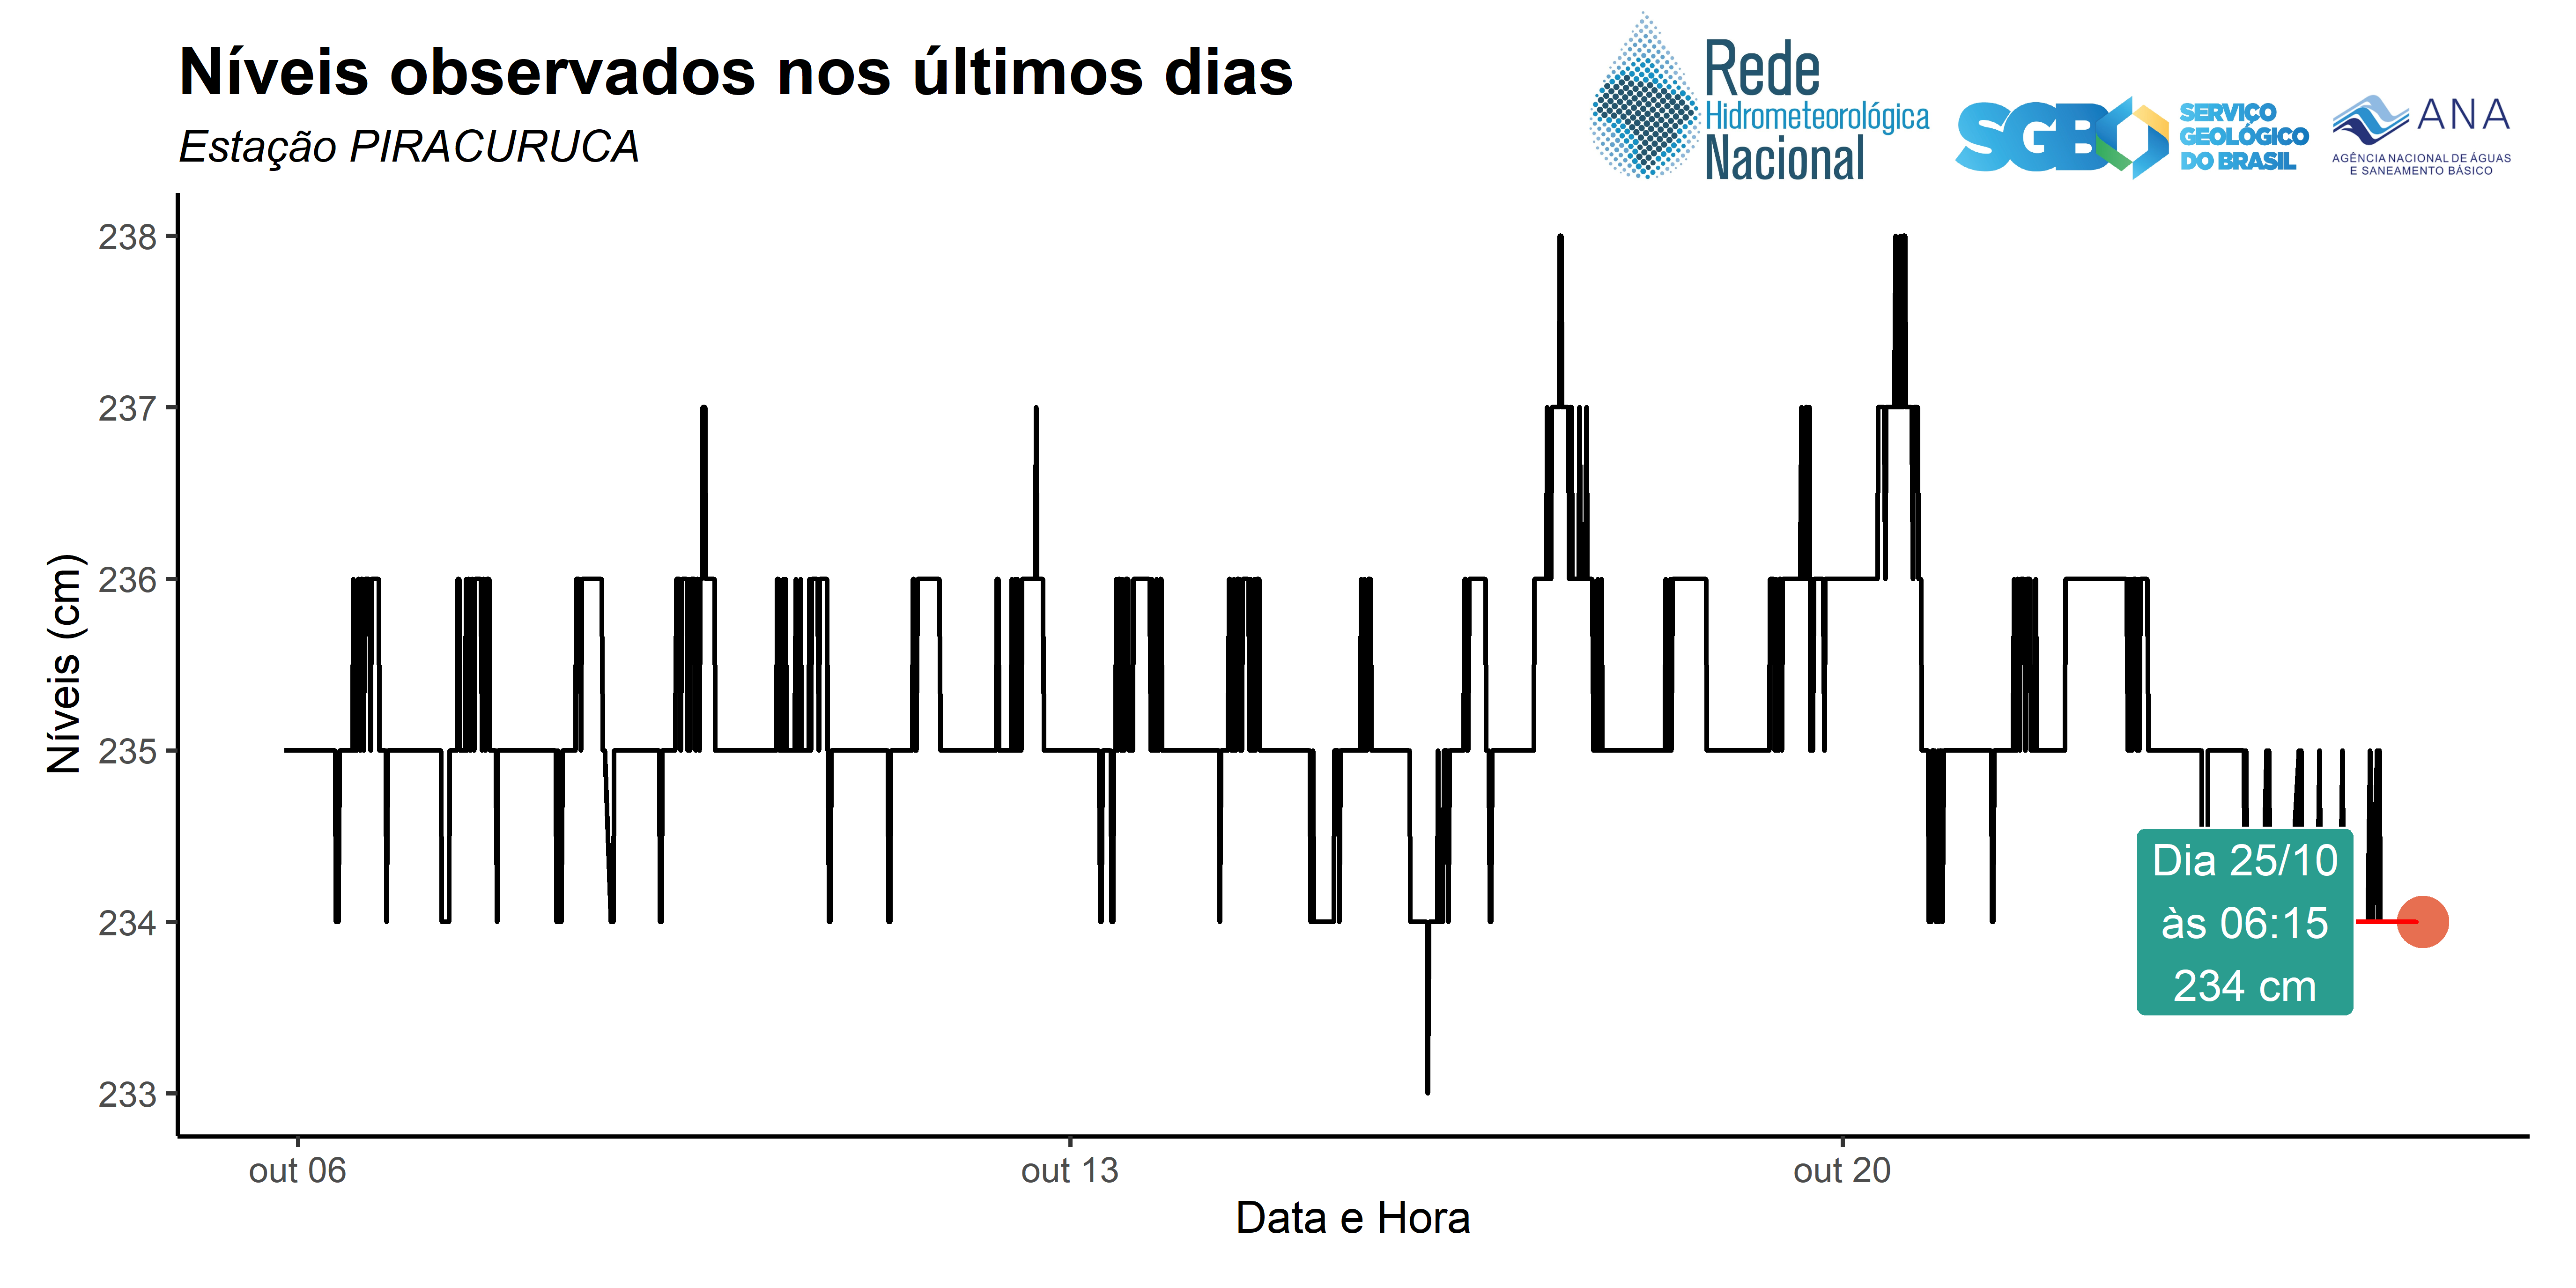 Níveis observados nos últimos dias
Estação PIRACURUCA
Rede
Hidrometeorológica
Nacional
SGB
SERVIÇO
GEOLÓGICO
DO BRASIL
ANA
AGÊNCIA NACIONAL DE ÁGUAS
E SANEAMENTO BÁSICO
Níveis (cm)
238
237
236
235
234
233
Dia 25/10
às 06:15
234 cm
out 06
out 13
out 20
Data e Hora